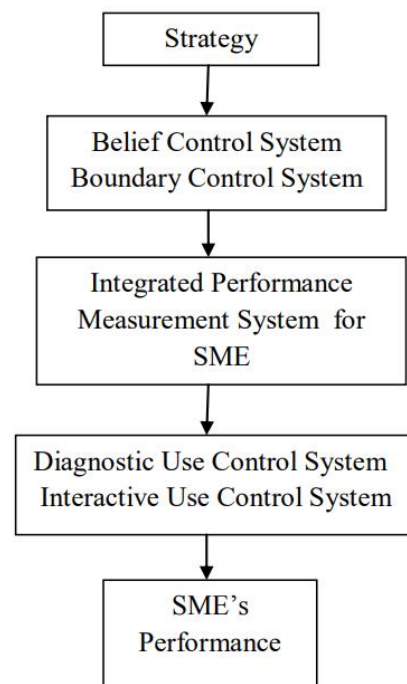 Strategy
Belief Control System
Boundary Control System
Integrated Performance
Measurement System for
SME
Diagnostic Use Control System
Interactive Use Control System
SME's
Performance